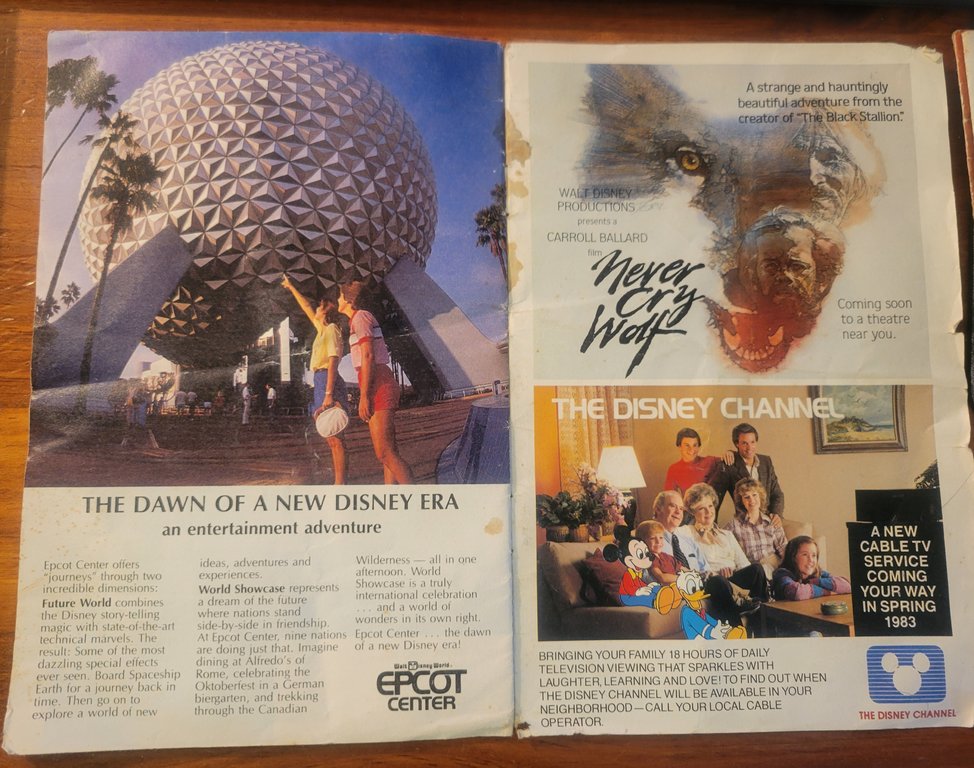 THE DAWN OF A NEW DISNEY ERA
an entertainment adventure
Epcot Center offers
"journeys" through two
incredible dimensions:
Future World combines
the Disney story-telling
magic with state-of-the-art
technical marvels. The
result: Some of the most
dazzling special effects
ever seen. Board Spaceship
Earth for a journey back in
time. Then go on to
explore a world of new
ideas, adventures and
experiences.
World Showcase represents
a dream of the future
where nations stand
side-by-side in friendship.
At Epcot Center, nine nations
are doing just that. Imagine
dining at Alfredo's of
Rome, celebrating the
Oktoberfest in a German
biergarten, and trekking
through the Canadian
Wilderness — all in one
afternoon. World
Showcase is a truly
international celebration
. . . and a world of
wonders in its own right.
Epcot Center . . . the dawn
of a new Disney era!
Walt Disney World
EPCOT
CENTER
A strange and hauntingly
beautiful adventure from the
creator of "The Black Stallion."
WALT DISNEY
PRODUCTIONS
presents a
CARROLL BALLARD
film
Never
Cry
Wolf
Coming soon
to a theatre
near you.
THE DISNEY CHANNEL
A NEW
CABLE TV
SERVICE
COMING
YOUR WAY
IN SPRING
1983
BRINGING YOUR FAMILY 18 HOURS OF DAILY
TELEVISION VIEWING THAT SPARKLES WITH
LAUGHTER, LEARNING AND LOVE! TO FIND OUT WHEN
THE DISNEY CHANNEL WILL BE AVAILABLE IN YOUR
NEIGHBORHOOD—CALL YOUR LOCAL CABLE
OPERATOR.
THE DISNEY CHANNEL